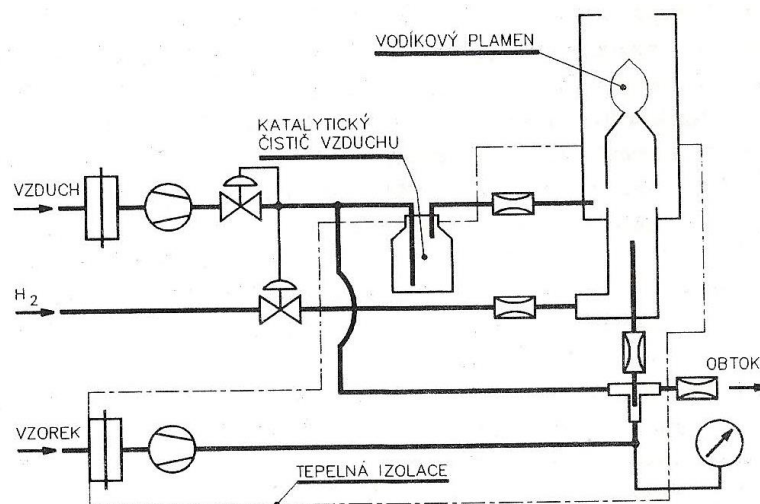 VODÍKOVÝ PLAMEN
KATALYTICKÝ
ČISTIČ VZDUCHU
VZDUCH
H₂
OBTOK
VZOREK
TEPELNÁ IZOLACE